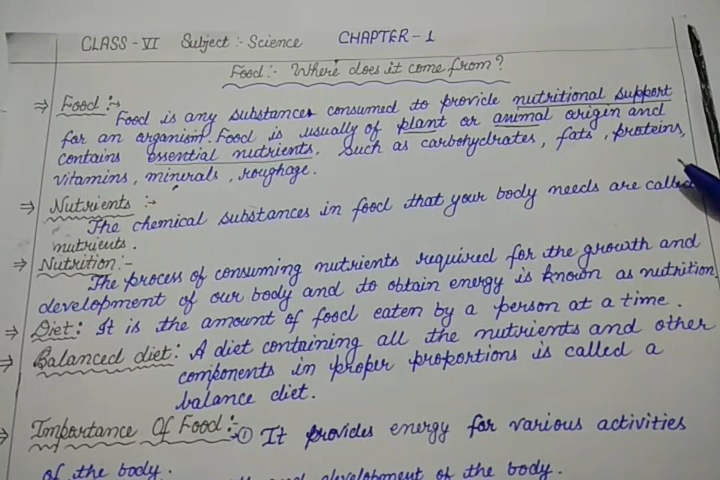 CLASS - VI Subject :- Science CHAPTER - 1
Food :- Where does it come from?
⇒ Food :-
Food is any substances consumed to provide nutritional support
for an organism. Food is usually of plant or animal origin and
contains essential nutrients. Such as carbohydrates, fats, proteins,
vitamins, minerals, roughage.
⇒ Nutrients :-
The chemical substances in food that your body needs are called
nutrients.
⇒ Nutrition :-
The process of consuming nutrients required for the growth and
development of our body and to obtain energy is known as nutrition
⇒ Diet : It is the amount of food eaten by a person at a time.
⇒ Balanced diet : A diet containing all the nutrients and other
components in proper proportions is called a
balance diet.
⇒ Importance Of Food :- → ① It provides energy for various activities
of the body.
and development of the body.